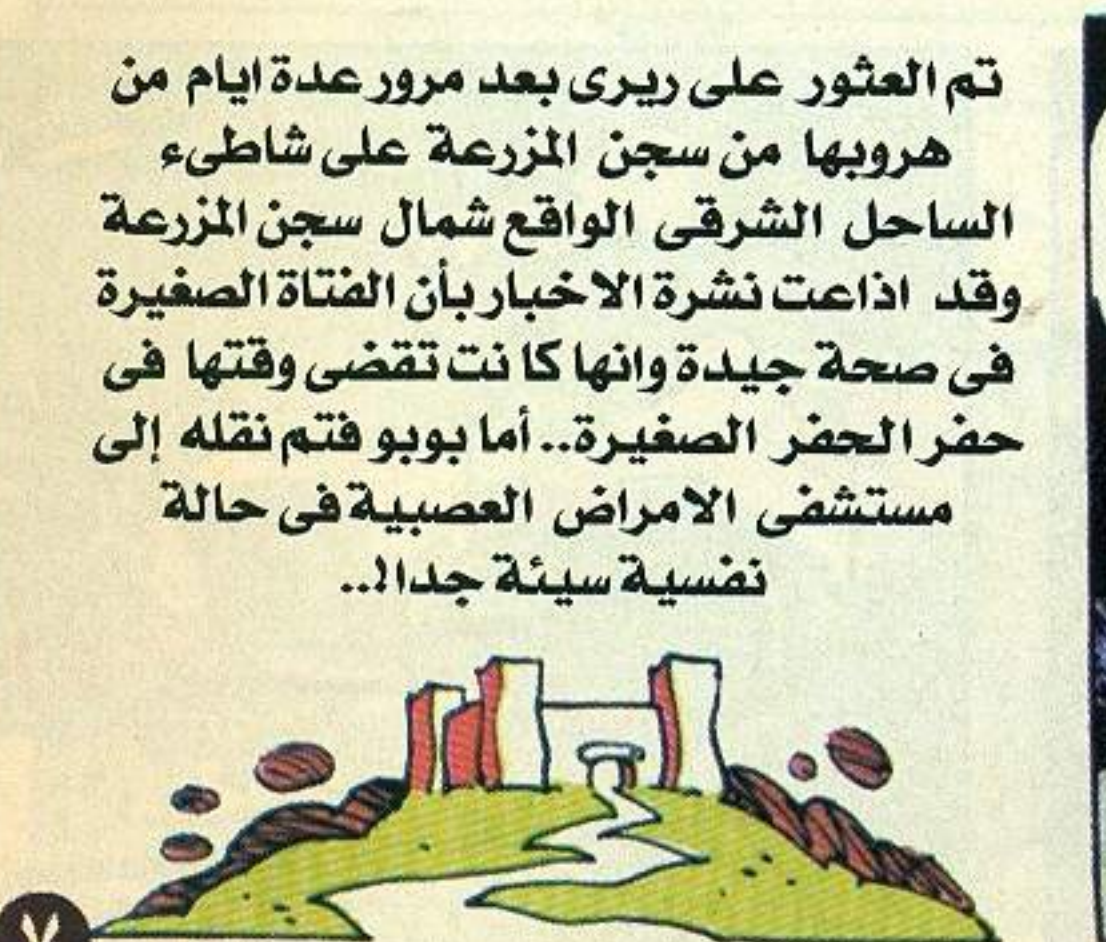 تم العثور على ريرى بعد مرور عدة ايام من
هروبها من سجن المزرعة على شاطىء
الساحل الشرقى الواقع شمال سجن المزرعة
وقد اذاعت نشرة الاخبار بأن الفتاة الصغيرة
فى صحة جيدة وانها كا نت تقضى وقتها فى
حفر الحفر الصغيرة.. أما بوبو فتم نقله إلى
مستشفى الامراض العصبية فى حالة
نفسية سيئة جدا!..
٧